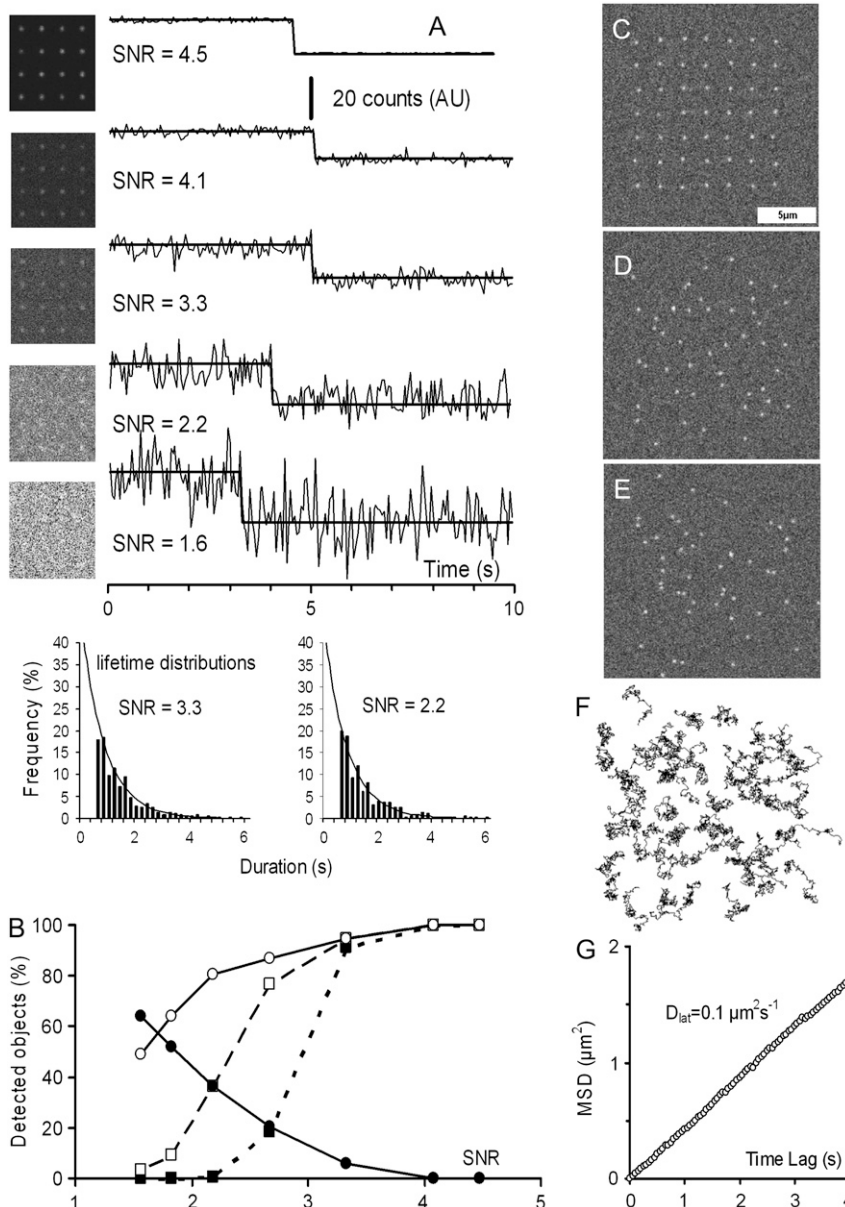 A
SNR = 4.5
20 counts (AU)
SNR = 4.1
SNR = 3.3
SNR = 2.2
SNR = 1.6
Time (s)
0 5 10
40
35
30
25
20
15
10
5
0
Frequency (%)
lifetime distributions
SNR = 3.3
0 2 4 6
40
35
30
25
20
15
10
5
0
SNR = 2.2
0 2 4 6
Duration (s)
B
100
80
60
40
20
0
Detected objects (%)
SNR
1 2 3 4 5
C
5µm
D
E
F
G
2
1
0
MSD (µm²)
Dlat=0.1 µm²s-1
Time Lag (s)
0 1 2 3 4